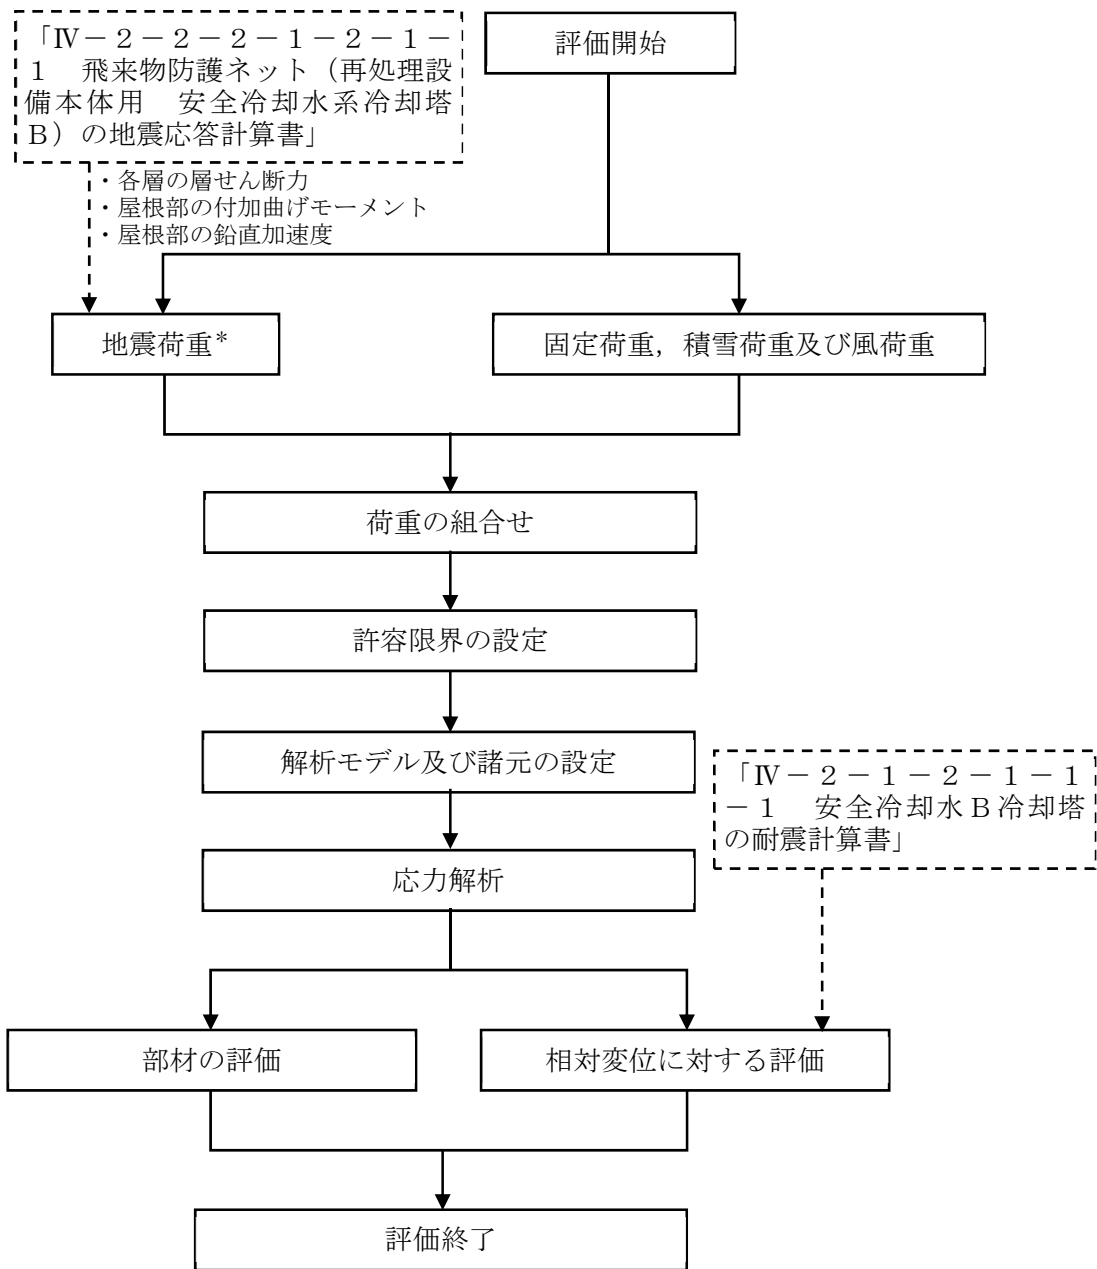 「Ⅳ－２－２－２－１－２－１－
１　飛来物防護ネット（再処理設
備本体用　安全冷却水系冷却塔
Ｂ）の地震応答計算書」
評価開始
・各層の層せん断力
・屋根部の付加曲げモーメント
・屋根部の鉛直加速度
地震荷重*
固定荷重，積雪荷重及び風荷重
荷重の組合せ
許容限界の設定
解析モデル及び諸元の設定
「Ⅳ－２－１－２－１－１
－１　安全冷却水Ｂ冷却塔
の耐震計算書」
応力解析
部材の評価
相対変位に対する評価
評価終了